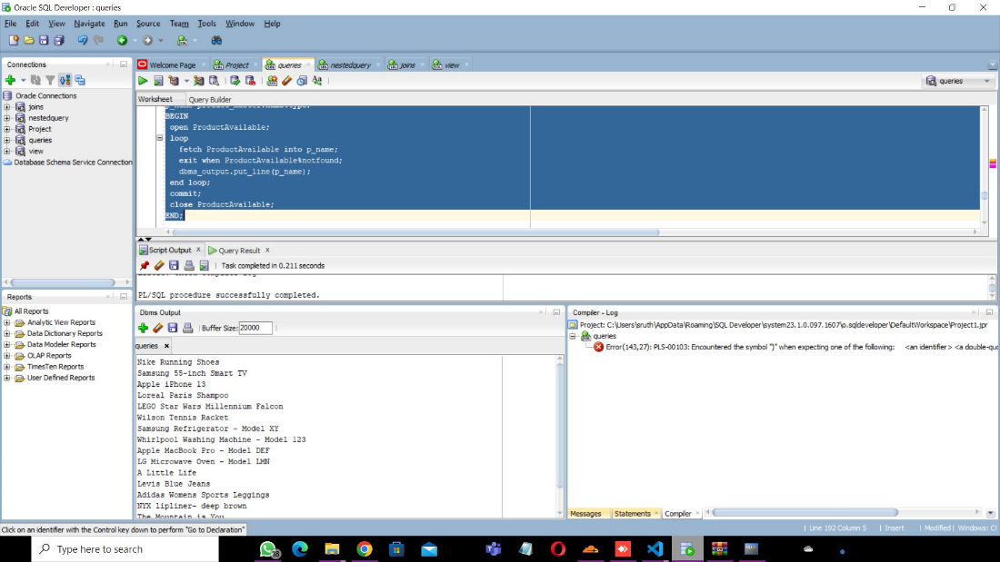 Oracle SQL Developer : queries
File Edit View Navigate Run Source Team Tools Window Help
Connections
Oracle Connections
joins
nestedquery
Project
queries
view
Database Schema Service Connection
Reports
All Reports
Analytic View Reports
Data Dictionary Reports
Data Modeler Reports
OLAP Reports
TimesTen Reports
User Defined Reports
Welcome Page Project queries nestedquery joins view
queries
Worksheet Query Builder
BEGIN
open ProductAvailable;
loop
fetch ProductAvailable into p_name;
exit when ProductAvailable%notfound;
dbms_output.put_line(p_name);
end loop;
commit;
close ProductAvailable;
END;
Script Output Query Result
Task completed in 0.211 seconds
PL/SQL procedure successfully completed.
Dbms Output
Buffer Size: 20000
queries
Nike Running Shoes
Samsung 55-inch Smart TV
Apple iPhone 13
Loreal Paris Shampoo
LEGO Star Wars Millennium Falcon
Wilson Tennis Racket
Samsung Refrigerator - Model XY
Whirlpool Washing Machine - Model 123
Apple MacBook Pro - Model DEF
LG Microwave Oven - Model LMN
A Little Life
Levis Blue Jeans
Adidas Womens Sports Leggings
NYX lipliner- deep brown
The Mountain is You
Compiler - Log
Project: C:\Users\sruth\AppData\Roaming\SQL Developer\system23.1.0.097.1607\o.sqldeveloper\DefaultWorkspace\Project1.jpr
queries
Error(143,27): PLS-00103: Encountered the symbol ")" when expecting one of the following: <an identifier> <a double-quo
Messages Statements Compiler
Click on an identifier with the Control key down to perform "Go to Declaration"
Line 192 Column 5 Insert Modified Windows: Cl
Type here to search
18